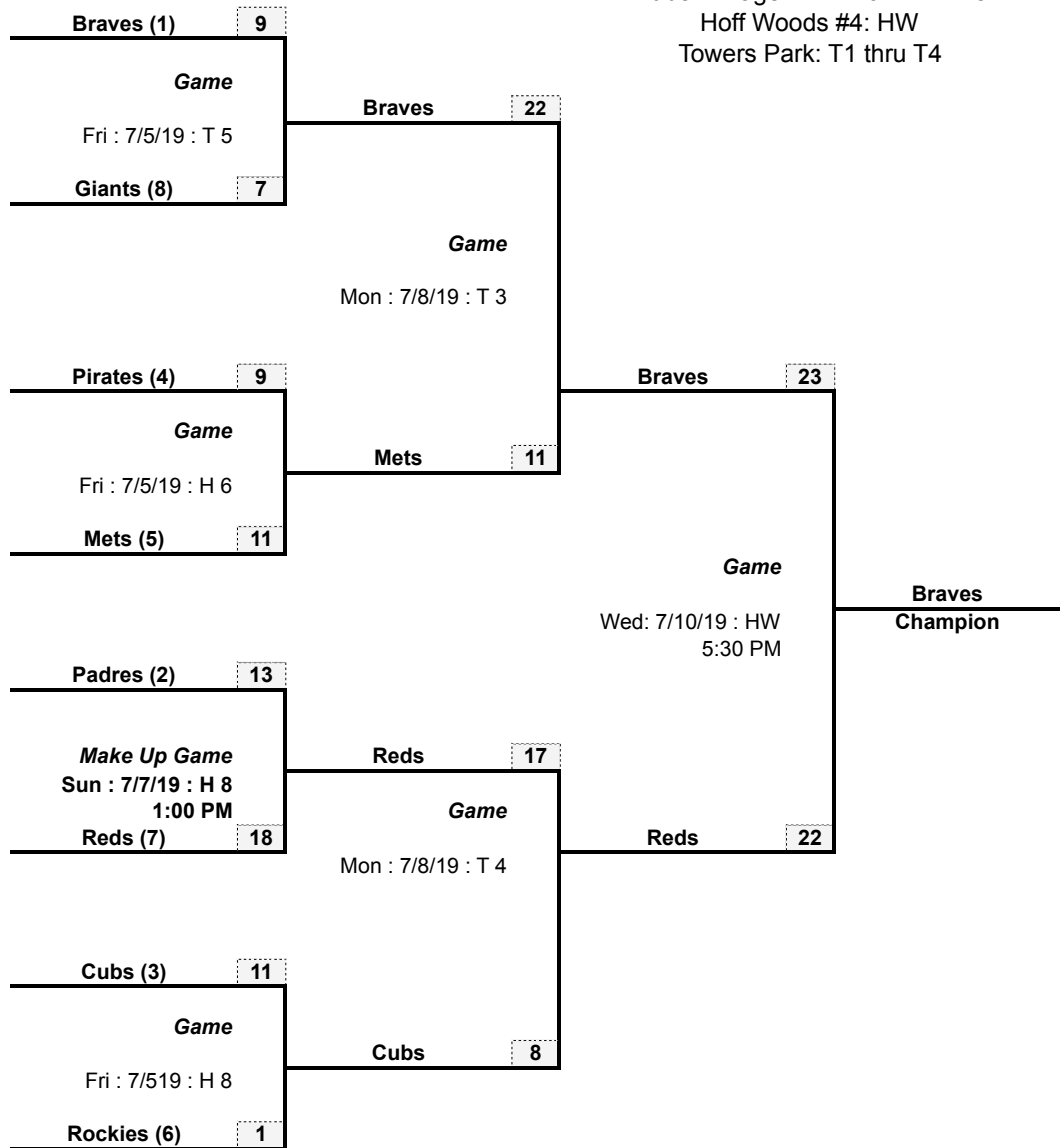 Hoff Woods #4: HW
Towers Park: T1 thru T4
Braves (1) 9
Game
Fri : 7/5/19 : T 5
Giants (8) 7
Braves 22
Game
Mon : 7/8/19 : T 3
Pirates (4) 9
Game
Fri : 7/5/19 : H 6
Mets (5) 11
Mets 11
Braves 23
Game
Wed: 7/10/19 : HW
5:30 PM
Braves
Champion
Padres (2) 13
Make Up Game
Sun : 7/7/19 : H 8
1:00 PM
Reds (7) 18
Reds 17
Game
Mon : 7/8/19 : T 4
Reds 22
Cubs (3) 11
Game
Fri : 7/519 : H 8
Rockies (6) 1
Cubs 8